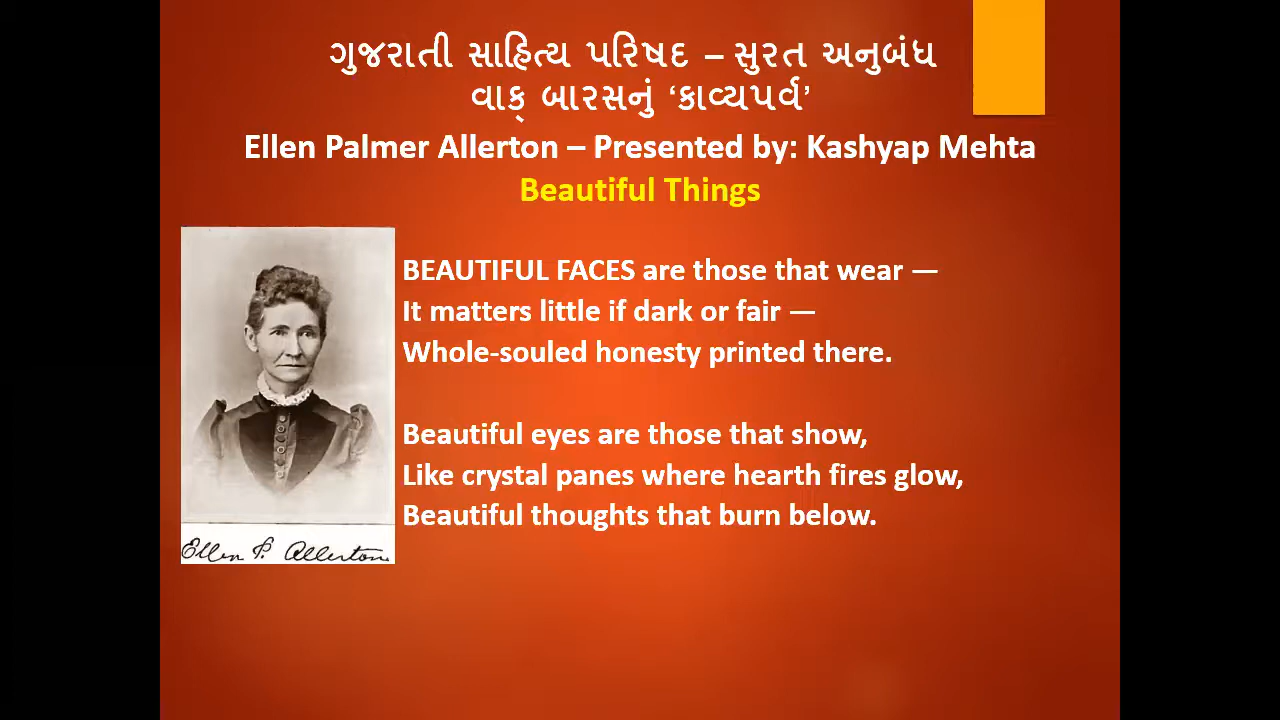 ગુજરાતી સાહિત્ય પરિષદ – સુરત અનુબંધ
વાક્ બારસનું ‘કાવ્યપર્વ’
Ellen Palmer Allerton – Presented by: Kashyap Mehta
Beautiful Things
BEAUTIFUL FACES are those that wear —
It matters little if dark or fair —
Whole-souled honesty printed there.
Beautiful eyes are those that show,
Like crystal panes where hearth fires glow,
Beautiful thoughts that burn below.
Ellen P. Allerton